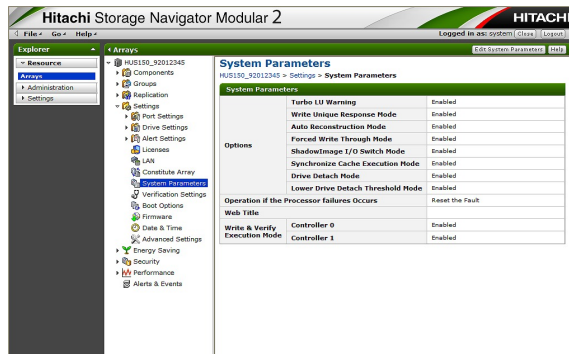 Hitachi Storage Navigator Modular 2
HITACHI
File Go Help
Logged in as: system Close Logout
Explorer
Arrays
Edit System Parameters Help
Resource
Arrays
Administration
Settings
HUS150_92012345
Components
Groups
Replication
Settings
Port Settings
Drive Settings
Alert Settings
Licenses
LAN
Constitute Array
System Parameters
Verification Settings
Boot Options
Firmware
Date & Time
Advanced Settings
Energy Saving
Security
Performance
Alerts & Events
System Parameters
HUS150_92012345 > Settings > System Parameters
System Parameters
Options
Turbo LU Warning Enabled
Write Unique Response Mode Enabled
Auto Reconstruction Mode Enabled
Forced Write Through Mode Enabled
ShadowImage I/O Switch Mode Enabled
Synchronize Cache Execution Mode Enabled
Drive Detach Mode Enabled
Lower Drive Detach Threshold Mode Enabled
Operation if the Processor failures Occurs Reset the Fault
Web Title
Write & Verify
Execution Mode
Controller 0 Enabled
Controller 1 Enabled